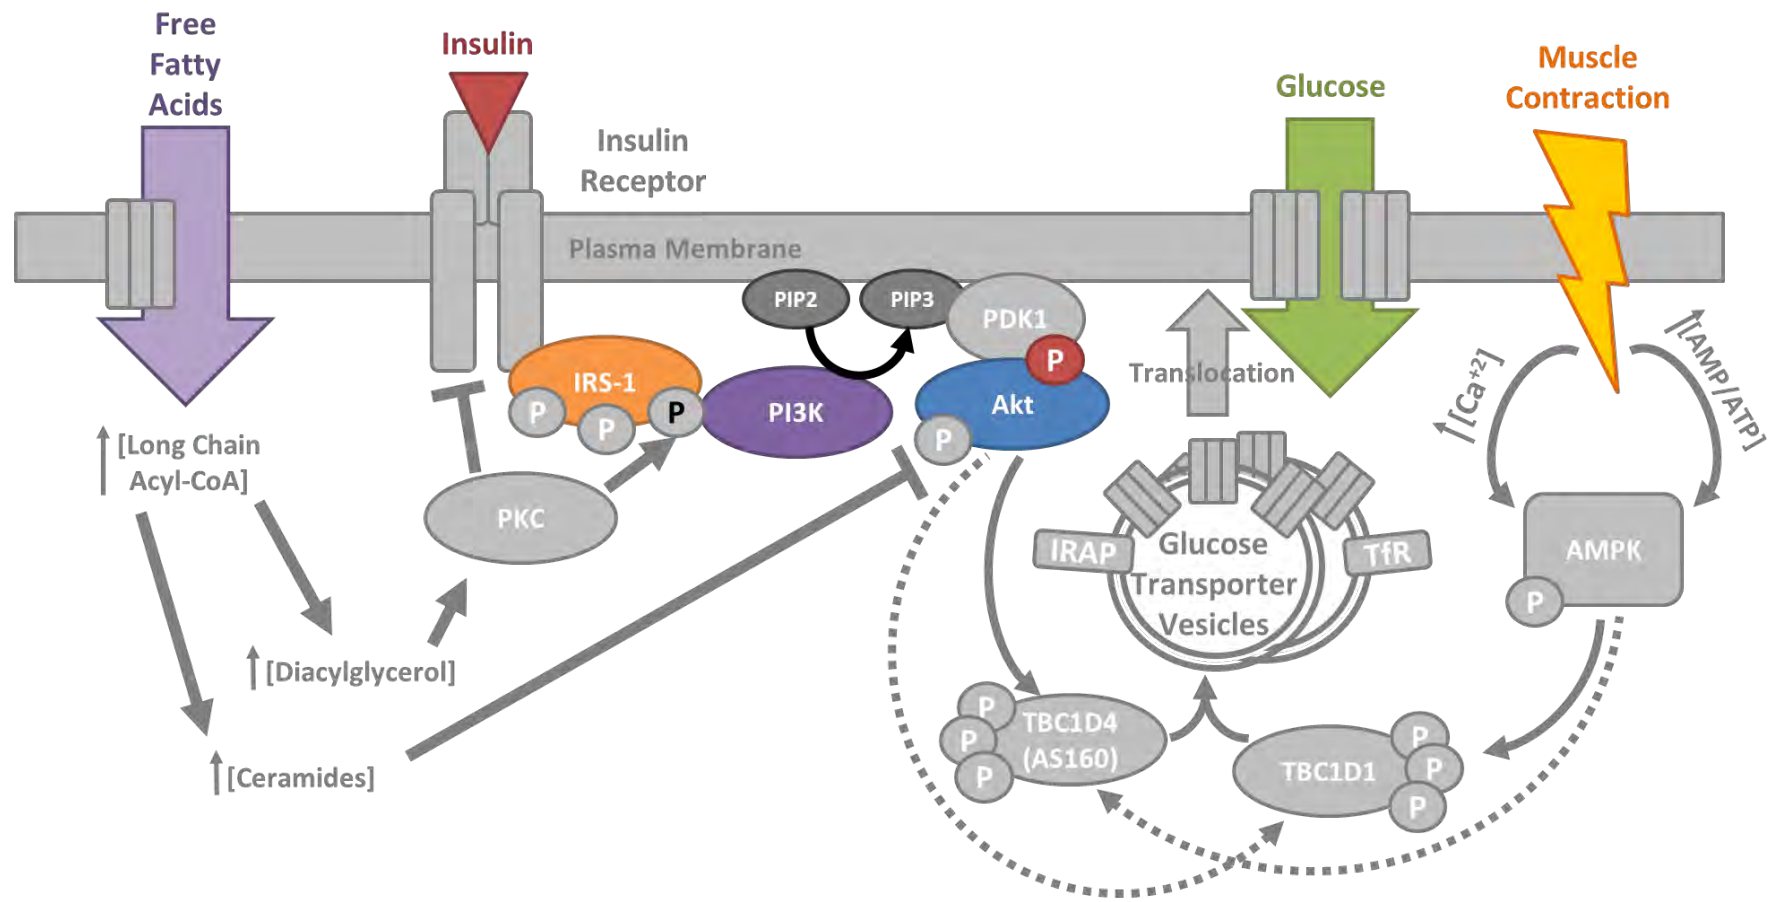 Free
Fatty
Acids
Insulin
Insulin
Receptor
Glucose
Muscle
Contraction
Plasma Membrane
PIP2
PIP3
PDK1
P
Akt
P
IRS-1
P
P
P
PI3K
Translocation
[Ca+2]
[AMP/ATP]
[Long Chain
Acyl-CoA]
PKC
IRAP
Glucose
Transporter
Vesicles
TfR
AMPK
P
[Diacylglycerol]
[Ceramides]
P
P
P
TBC1D4
(AS160)
TBC1D1
P
P
P